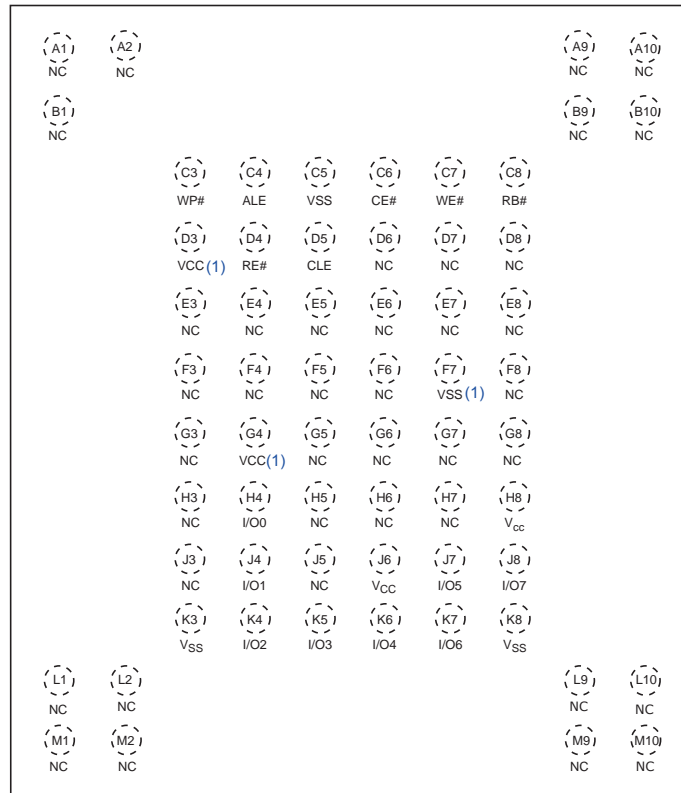 A1 A2 A9 A10
NC NC NC NC
B1 B9 B10
NC NC NC
C3 C4 C5 C6 C7 C8
WP# ALE VSS CE# WE# RB#
D3 D4 D5 D6 D7 D8
VCC(1) RE# CLE NC NC NC
E3 E4 E5 E6 E7 E8
NC NC NC NC NC NC
F3 F4 F5 F6 F7 F8
NC NC NC NC VSS(1) NC
G3 G4 G5 G6 G7 G8
NC VCC(1) NC NC NC NC
H3 H4 H5 H6 H7 H8
NC I/O0 NC NC NC Vcc
J3 J4 J5 J6 J7 J8
NC I/O1 NC VCC I/O5 I/O7
K3 K4 K5 K6 K7 K8
VSS I/O2 I/O3 I/O4 I/O6 VSS
L1 L2 L9 L10
NC NC NC NC
M1 M2 M9 M10
NC NC NC NC